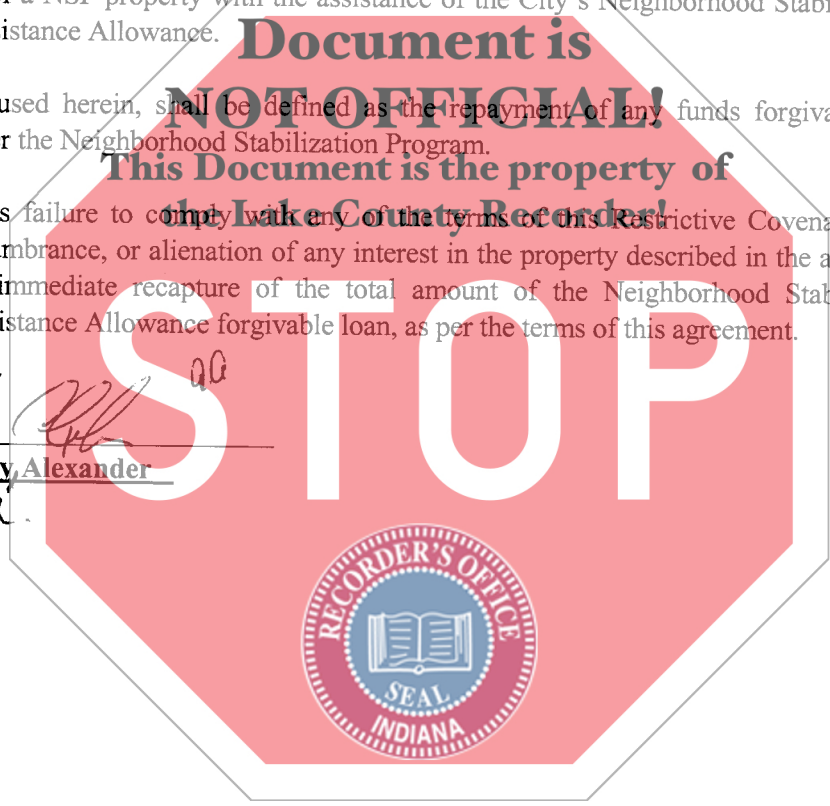 a NSP property with the assistance of the City's Neighborhood Stabi
istance Allowance.
Document is
used herein, shall be defined as the repayment of any funds forgiva
NOT OFFICIAL!
r the Neighborhood Stabilization Program.
This Document is the property of
the Lake County Recorder!
s failure to comply with any of the terms of this Restrictive Covena
mbrance, or alienation of any interest in the property described in the a
immediate recapture of the total amount of the Neighborhood Stab
istance Allowance forgivable loan, as per the terms of this agreement.
STOP
y Alexander
RECORDER'S OFFICE
SEAL
INDIANA